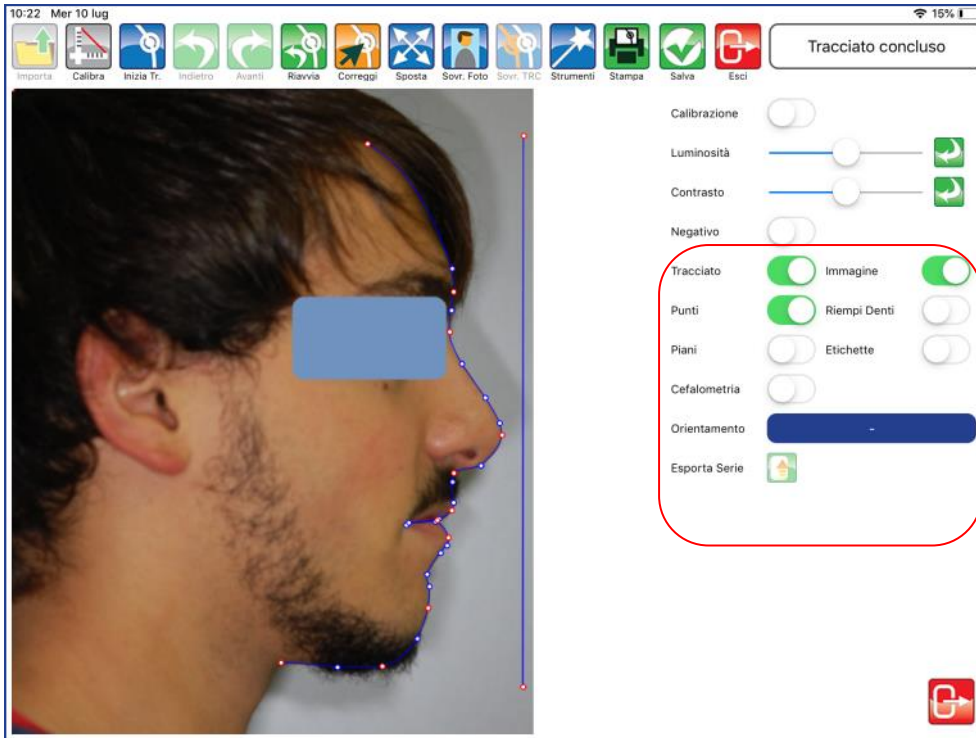 10:22 Mer 10 lug 15%
Importa Calibra Inizia Tr. Indietro Avanti Riavvia Correggi Sposta Sovr. Foto Sovr. TRC Strumenti Stampa Salva Esci
Tracciato concluso
Calibrazione
Luminosità
Contrasto
Negativo
Tracciato Immagine
Punti Riempi Denti
Piani Etichette
Cefalometria
Orientamento -
Esporta Serie